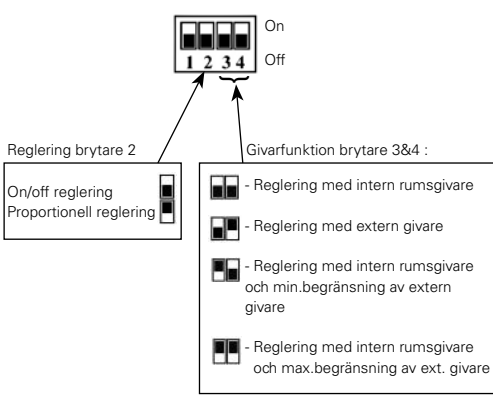 On
Off
1 2 3 4
Reglering brytare 2
On/off reglering
Proportionell reglering
Givarfunktion brytare 3&4 :
- Reglering med intern rumsgivare
- Reglering med extern givare
- Reglering med intern rumsgivare
och min.begränsning av extern
givare
- Reglering med intern rumsgivare
och max.begränsning av ext. givare